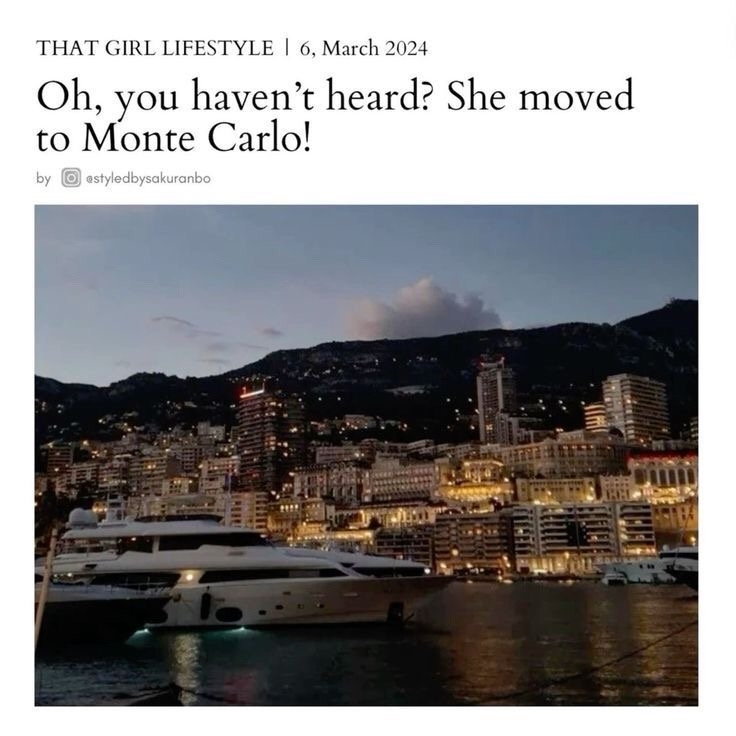 THAT GIRL LIFESTYLE | 6, March 2024
Oh, you haven't heard? She moved
to Monte Carlo!
by @styledbysakuranbo